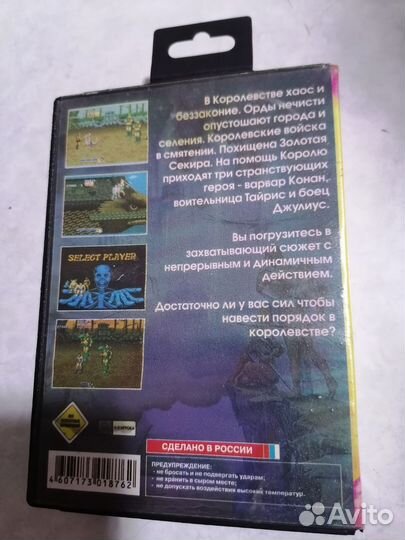 В Королевстве хаос и
беззаконие. Орды нечисти
опустошают города и
селения. Королевские войска
в смятении. Похищена Золотая
Секира. На помощь Королю
приходят три странствующих
героя - варвар Конан,
воительница Тайрис и боец
Джулиус.
Вы погрузитесь в
захватывающий сюжет с
непрерывным и динамичным
действием.
Достаточно ли у вас сил чтобы
навести порядок в
королевстве?
SELECT PLAYER
СДЕЛАНО В РОССИИ
ПРЕДУПРЕЖДЕНИЕ:
- не бросать и не подвергать ударам;
- не хранить в сыром месте;
- не допускать воздействия высоких температур.
4607173018762
Avito